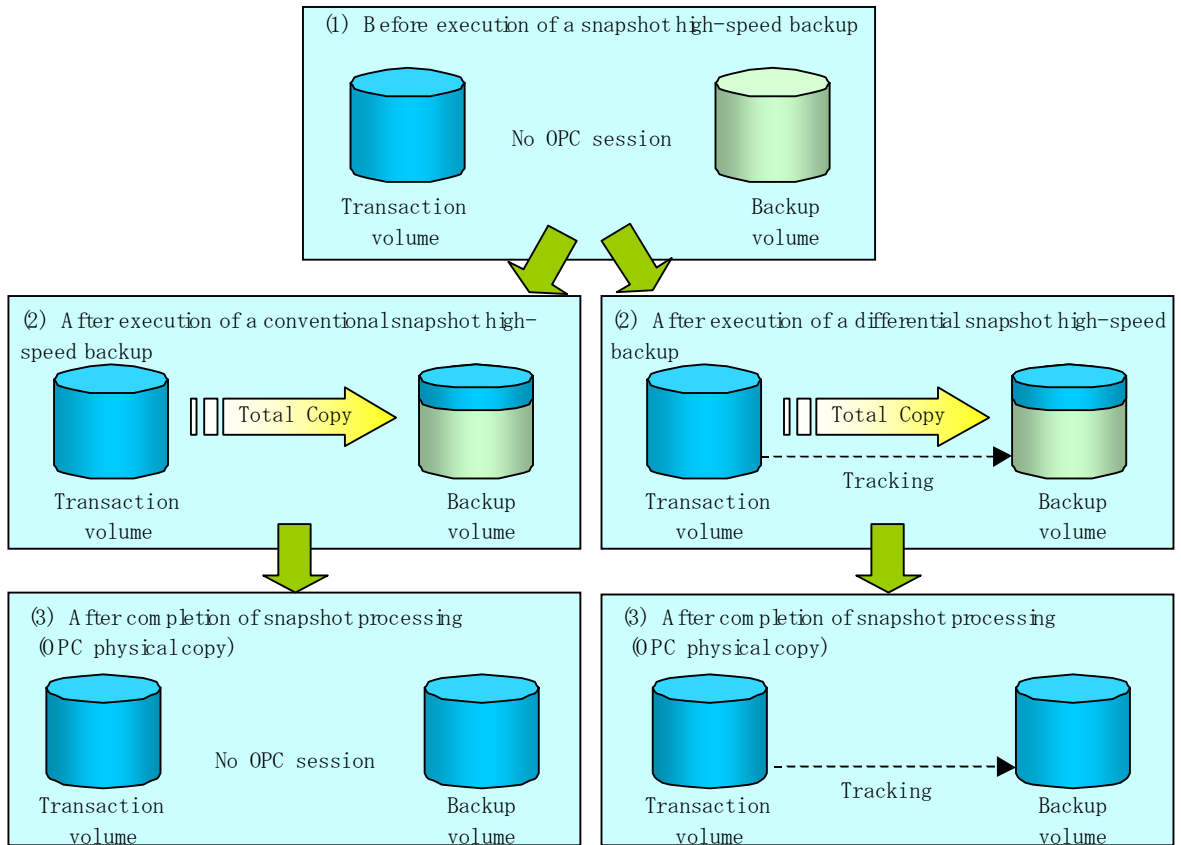 (1) Before execution of a snapshot high-speed backup
No OPC session
Transaction
volume
Backup
volume
(2) After execution of a conventional snapshot high-
speed backup
Total Copy
Transaction
volume
Backup
volume
(2) After execution of a differential snapshot high-speed
backup
Total Copy
Tracking
Transaction
volume
Backup
volume
(3) After completion of snapshot processing
(OPC physical copy)
No OPC session
Transaction
volume
Backup
volume
(3) After completion of snapshot processing
(OPC physical copy)
Tracking
Transaction
volume
Backup
volume